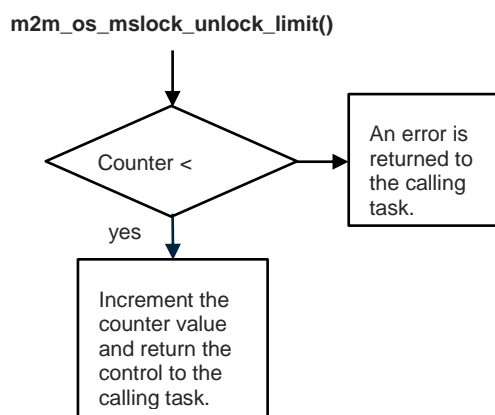 m2m_os_mslock_unlock_limit()
Counter <
An error is
returned to
the calling
task.
yes
Increment the
counter value
and return the
control to the
calling task.